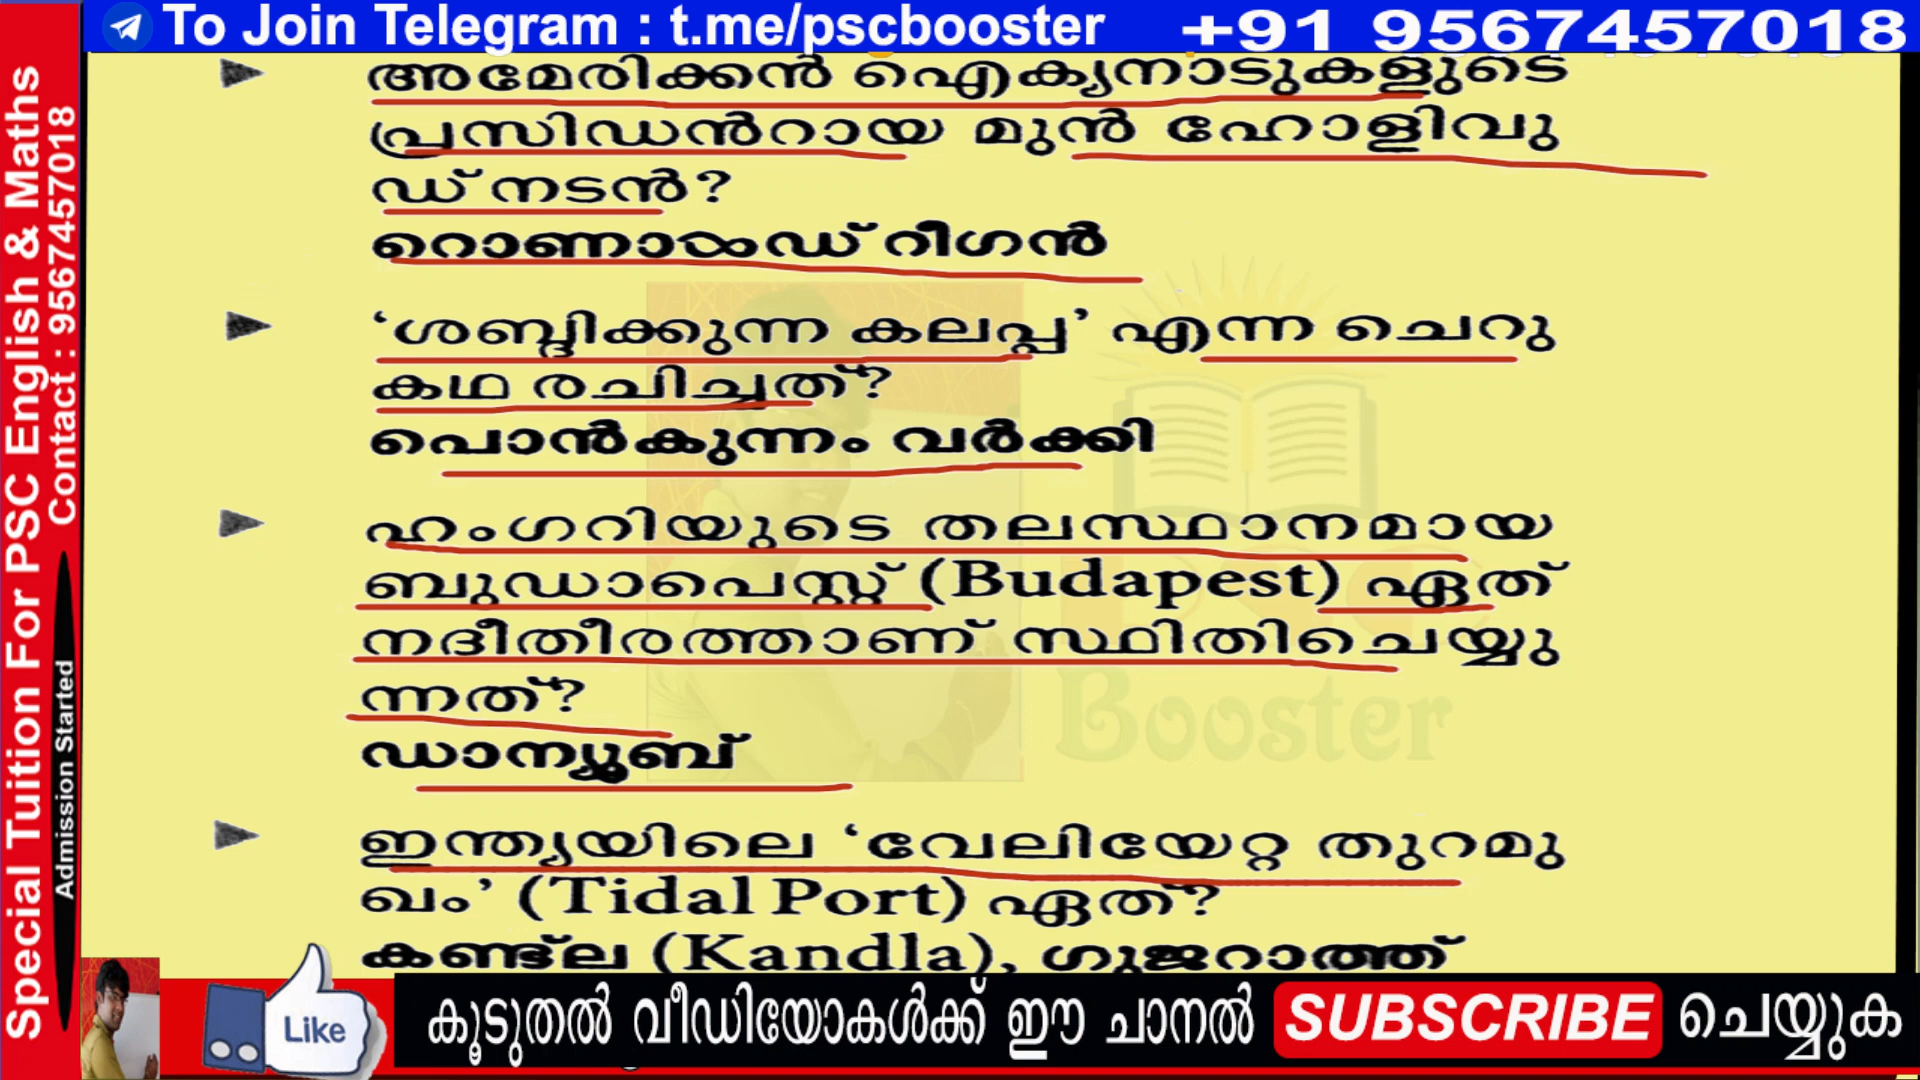 To Join Telegram : t.me/pscbooster +91 9567457018
Special Tuition For PSC English & Maths
Contact : 9567457018
Admission Started
അമേരിക്കൻ ഐക്യനാടുകളുടെ
പ്രസിഡൻറായ മുൻ ഹോളിവു
ഡ് നടൻ?
റൊണാൾഡ് റീഗൻ
‘ശബ്ദിക്കുന്ന കലപ്പ’ എന്ന ചെറു
കഥ രചിച്ചത്?
പൊൻകുന്നം വർക്കി
ഹംഗറിയുടെ തലസ്ഥാനമായ
ബുഡാപെസ്റ്റ് (Budapest) ഏത്
നദീതീരത്താണ് സ്ഥിതിചെയ്യു
ന്നത്?
ഡാന്യൂബ്
ഇന്ത്യയിലെ ‘വേലിയേറ്റ തുറമു
ഖം’ (Tidal Port) ഏത്?
കണ്ട്ല (Kandla), ഗുജറാത്ത്
Booster
Like
കൂടുതൽ വീഡിയോകൾക്ക് ഈ ചാനൽ SUBSCRIBE ചെയ്യുക